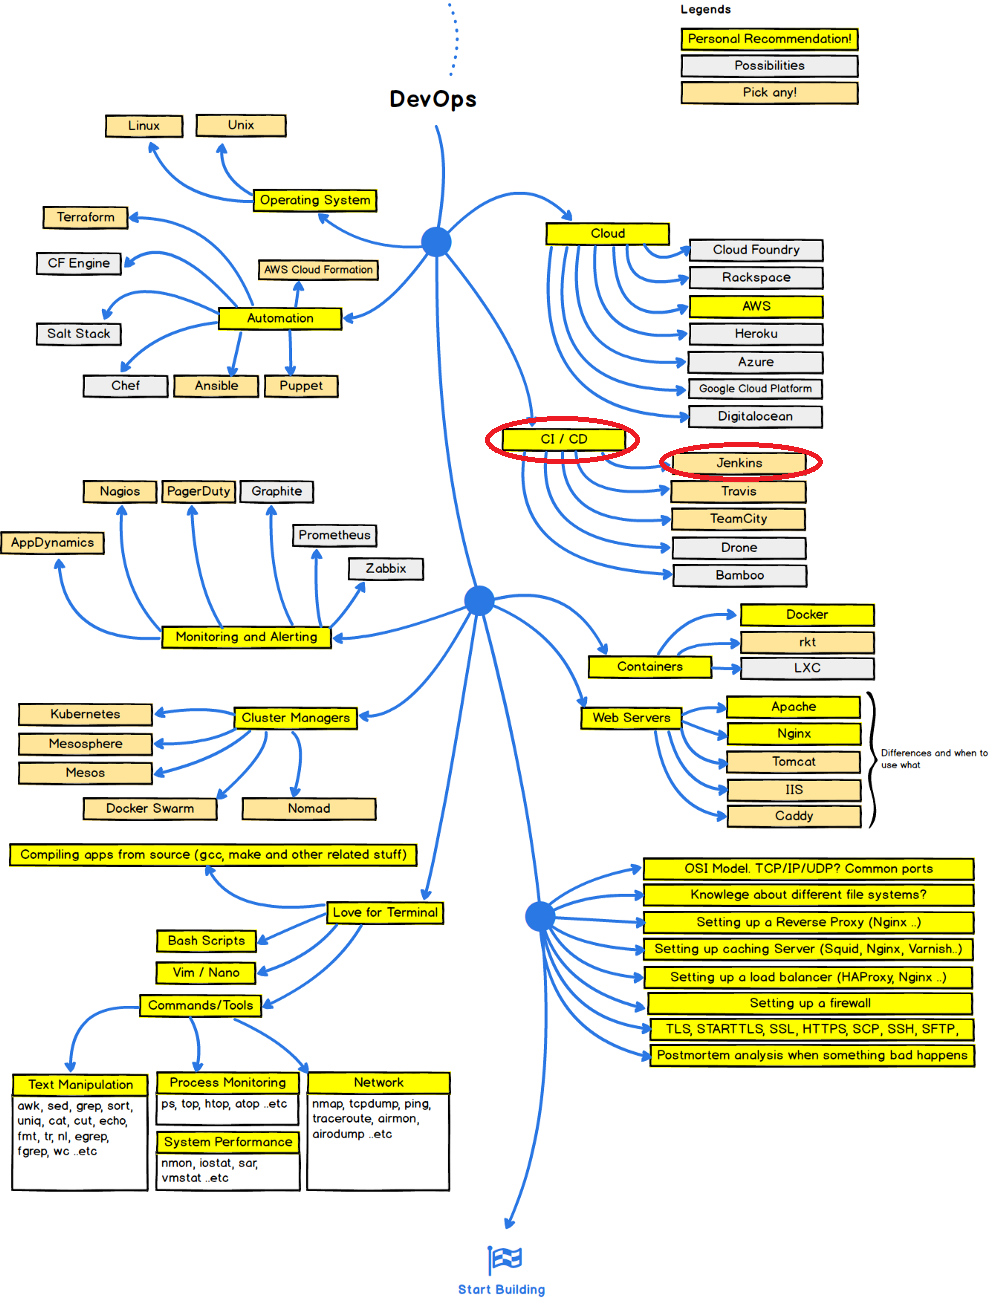 Legends
Personal Recommendation!
Possibilities
Pick any!
DevOps
Linux
Unix
Operating System
Terraform
CF Engine
AWS Cloud Formation
Automation
Salt Stack
Chef
Ansible
Puppet
Cloud
Cloud Foundry
Rackspace
AWS
Heroku
Azure
Google Cloud Platform
Digitalocean
CI / CD
Jenkins
Travis
TeamCity
Drone
Bamboo
Nagios
PagerDuty
Graphite
AppDynamics
Prometheus
Zabbix
Monitoring and Alerting
Containers
Docker
rkt
LXC
Cluster Managers
Kubernetes
Mesosphere
Mesos
Docker Swarm
Nomad
Web Servers
Apache
Nginx
Tomcat
IIS
Caddy
Differences and when to
use what
Compiling apps from source (gcc, make and other related stuff)
Love for Terminal
Bash Scripts
Vim / Nano
Commands/Tools
OSI Model. TCP/IP/UDP? Common ports
Knowlege about different file systems?
Setting up a Reverse Proxy (Nginx ..)
Setting up caching Server (Squid, Nginx, Varnish..)
Setting up a load balancer (HAProxy, Nginx ..)
Setting up a firewall
TLS, STARTTLS, SSL, HTTPS, SCP, SSH, SFTP,
Postmortem analysis when something bad happens
Text Manipulation
awk, sed, grep, sort,
uniq, cat, cut, echo,
fmt, tr, nl, egrep,
fgrep, wc ..etc
Process Monitoring
ps, top, htop, atop ..etc
System Performance
nmon, iostat, sar,
vmstat ..etc
Network
nmap, tcpdump, ping,
traceroute, airmon,
airodump ..etc
Start Building